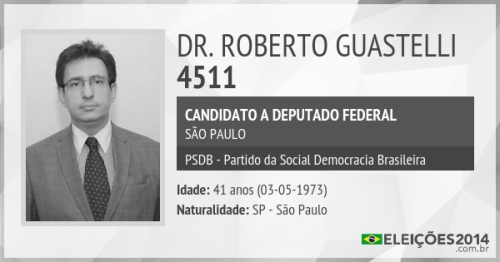 DR. ROBERTO GUASTELLI
4511
CANDIDATO A DEPUTADO FEDERAL
SÃO PAULO
PSDB - Partido da Social Democracia Brasileira
Idade: 41 anos (03-05-1973)
Naturalidade: SP - São Paulo
ELEIÇÕES2014
.com.br